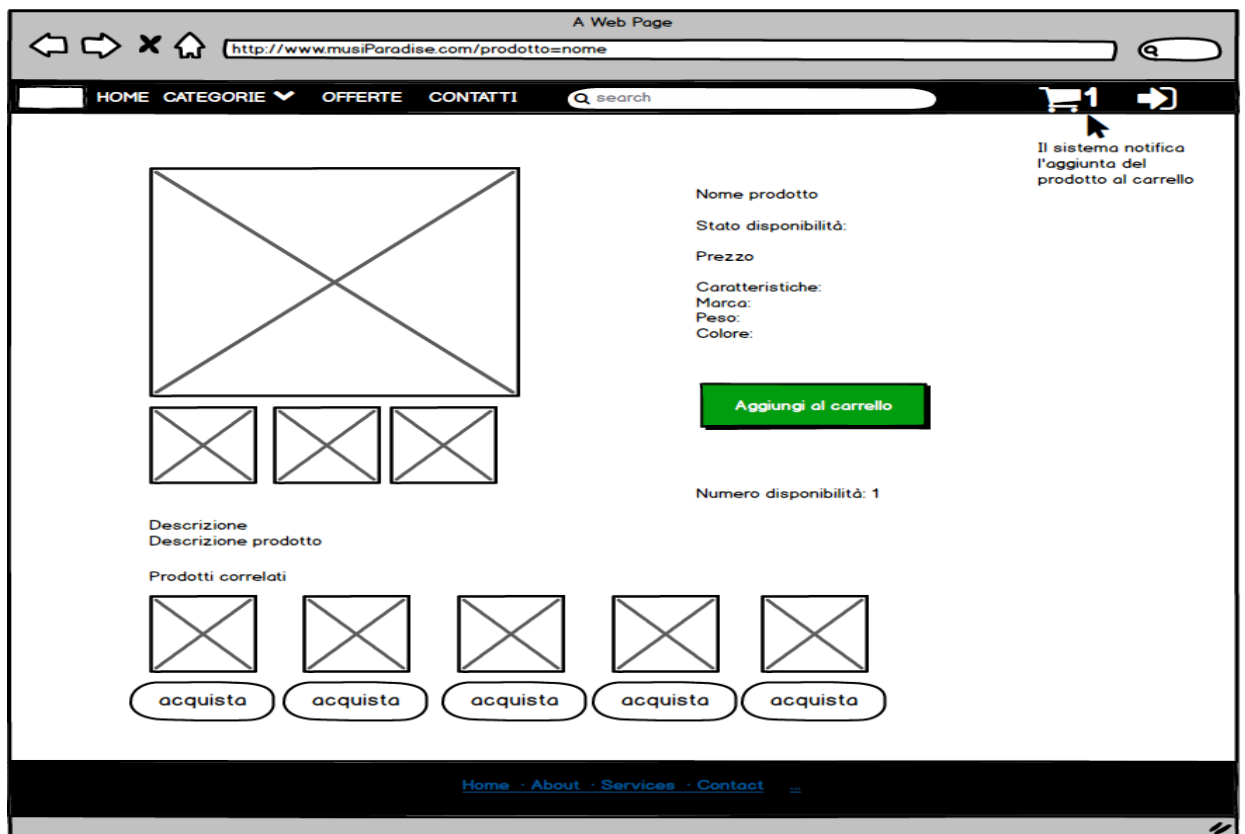 A Web Page
http://www.musiParadise.com/prodotto=nome
HOME CATEGORIE OFFERTE CONTATTI search 1
Il sistema notifica
l'aggiunta del
prodotto al carrello
Nome prodotto
Stato disponibilità:
Prezzo
Caratteristiche:
Marca:
Peso:
Colore:
Aggiungi al carrello
Numero disponibilità: 1
Descrizione
Descrizione prodotto
Prodotti correlati
acquista acquista acquista acquista acquista
Home · About · Services · Contact ...